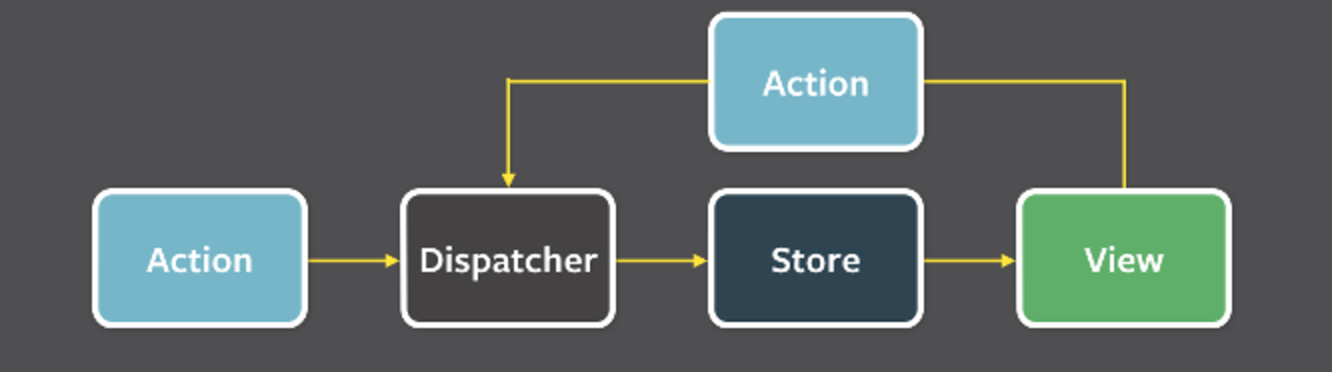 Action
Action
Dispatcher
Store
View